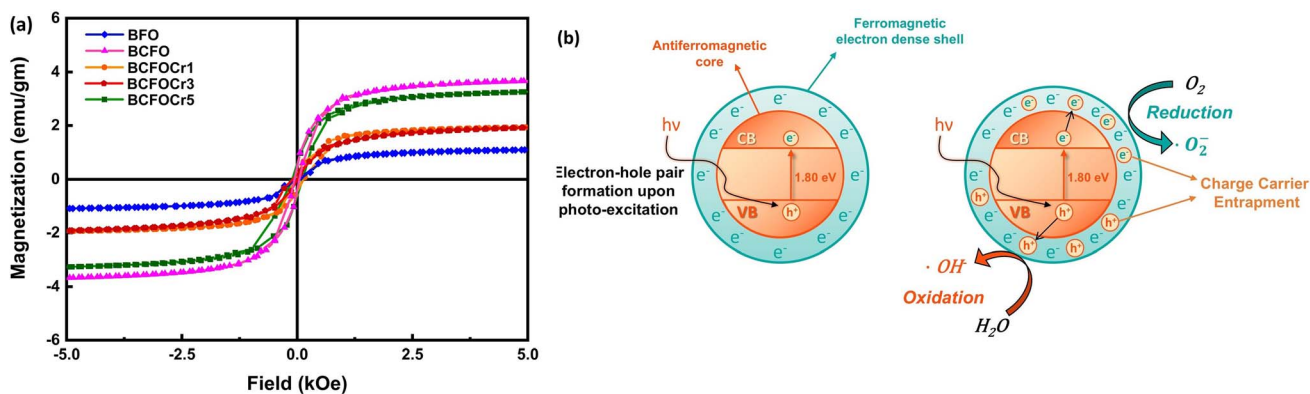 (a)
6
4
2
0
-2
-4
-6
Magnetization (emu/gm)
BFO
BCFO
BCFOCr1
BCFOCr3
BCFOCr5
-5.0
-2.5
0.0
2.5
5.0
Field (kOe)
(b)
Antiferromagnetic
core
Ferromagnetic
electron dense shell
hν
Electron-hole pair
formation upon
photo-excitation
e⁻ e⁻ e⁻ e⁻ e⁻ e⁻ e⁻ e⁻ e⁻ e⁻
CB
e⁻
1.80 eV
VB
h⁺
hν
e⁻ e⁻ e⁻ e⁻ e⁻ e⁻ e⁻ e⁻ e⁻ e⁻
CB
e⁻
1.80 eV
VB
h⁺
h⁺
h⁺
h⁺
h⁺
O₂
Reduction
· O₂⁻
Charge Carrier
Entrapment
· OH⁻
Oxidation
H₂O